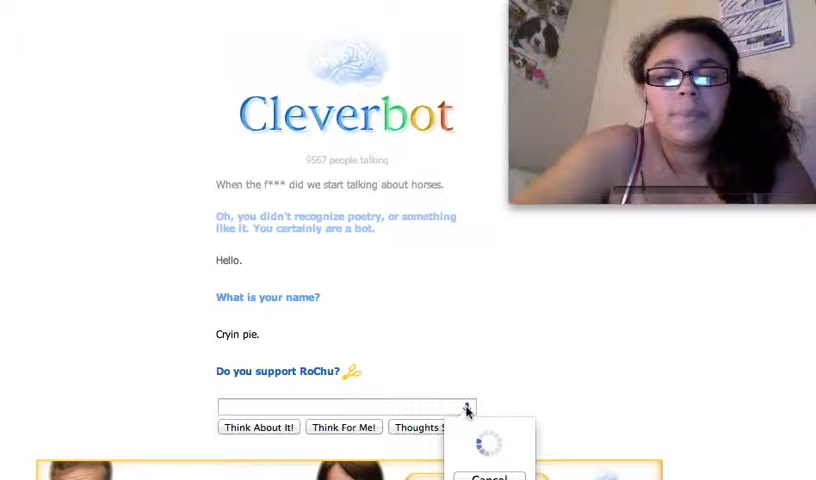 Cleverbot
9567 people talking
When the f*** did we start talking about horses.
Oh, you didn't recognize poetry, or something
like it. You certainly are a bot.
Hello.
What is your name?
Cryin pie.
Do you support RoChu?
Think About It! Think For Me! Thoughts
Cancel